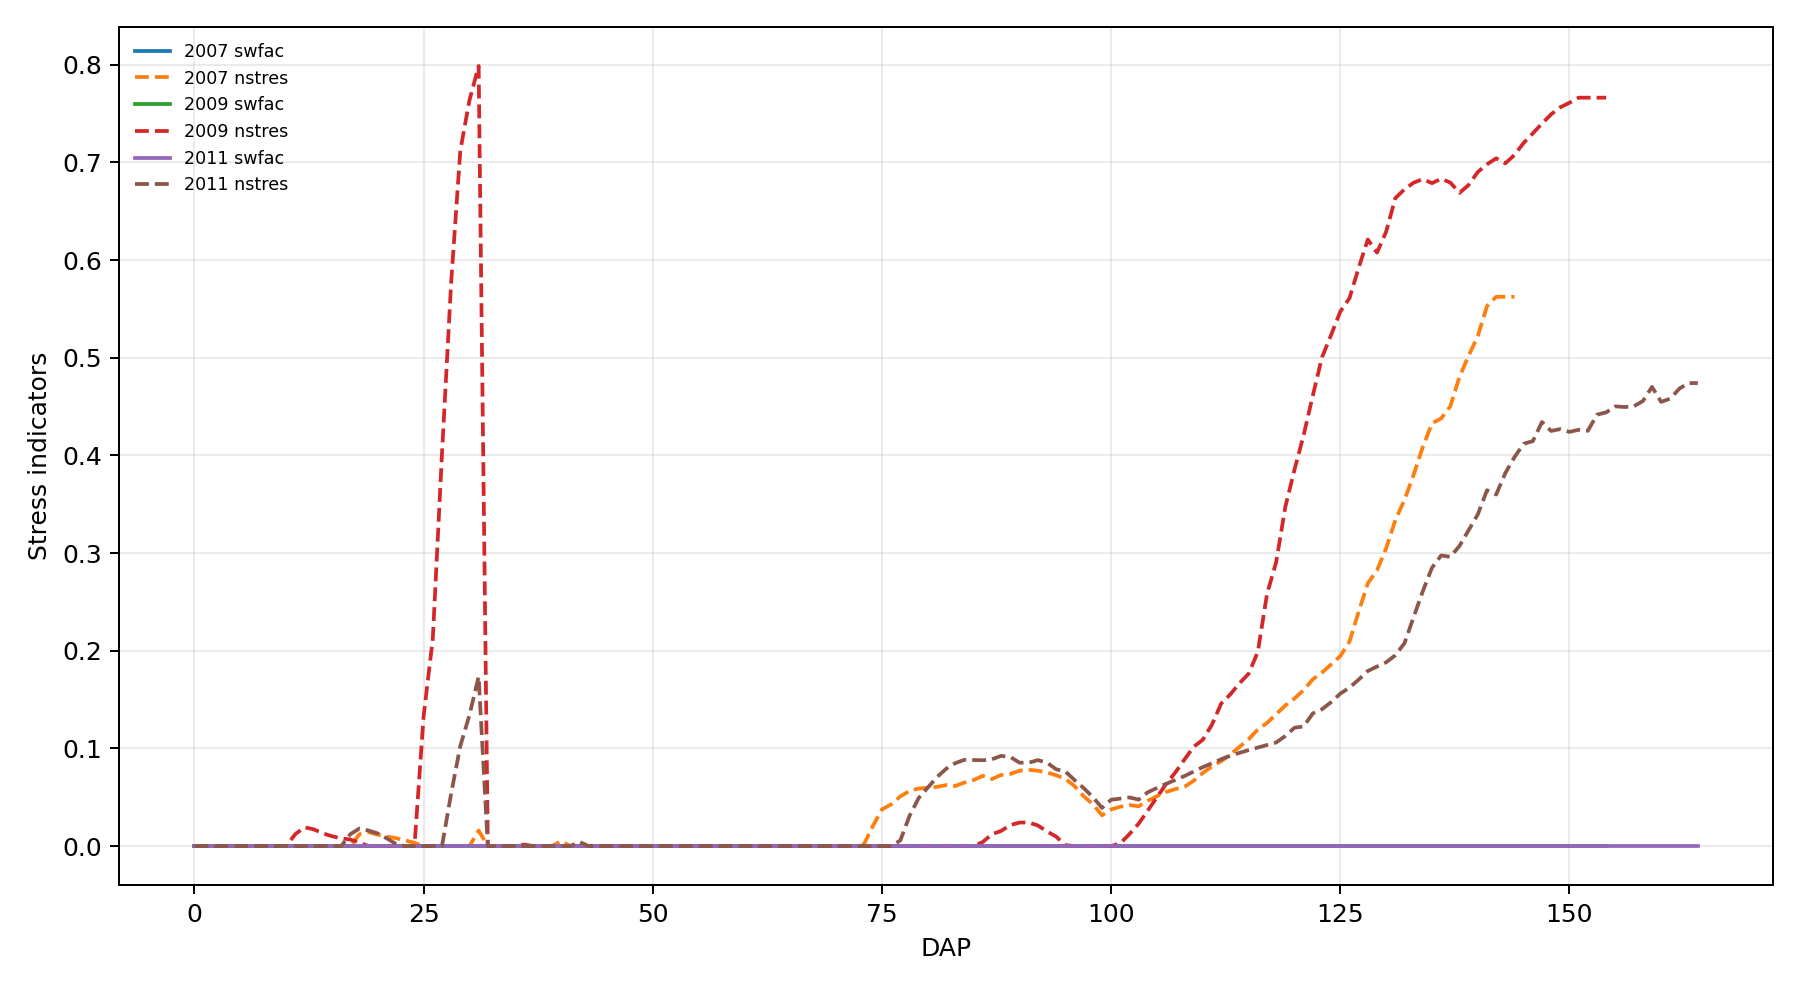 2007 swfac
2007 nstres
2009 swfac
2009 nstres
2011 swfac
2011 nstres
0.8
0.7
0.6
0.5
0.4
0.3
0.2
0.1
0.0
Stress indicators
0 25 50 75 100 125 150
DAP